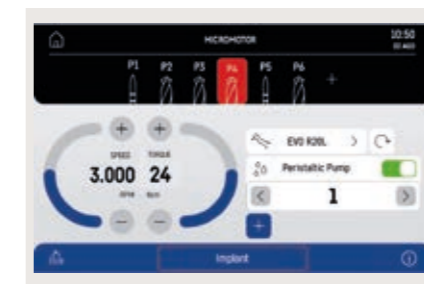 MICROMOTOR
10:50
P1 P2 P3 P4 P5 P6 +
SPEED TORQUE
3.000 24
RPM Ncm
EVO R20L
Peristaltic Pump
1
Implant